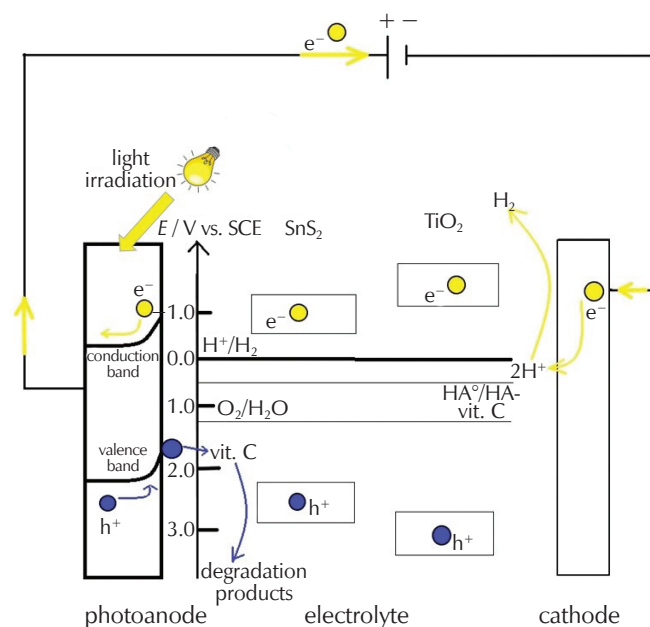 + −
e⁻
light
irradiation
E / V vs. SCE
SnS₂
TiO₂
H₂
e⁻
e⁻
e⁻
e⁻
-1.0
conduction
band
0.0
H⁺/H₂
2H⁺
HA°/HA-
vit. C
1.0
O₂/H₂O
valence
band
vit. C
2.0
h⁺
h⁺
h⁺
3.0
degradation
products
photoanode
electrolyte
cathode